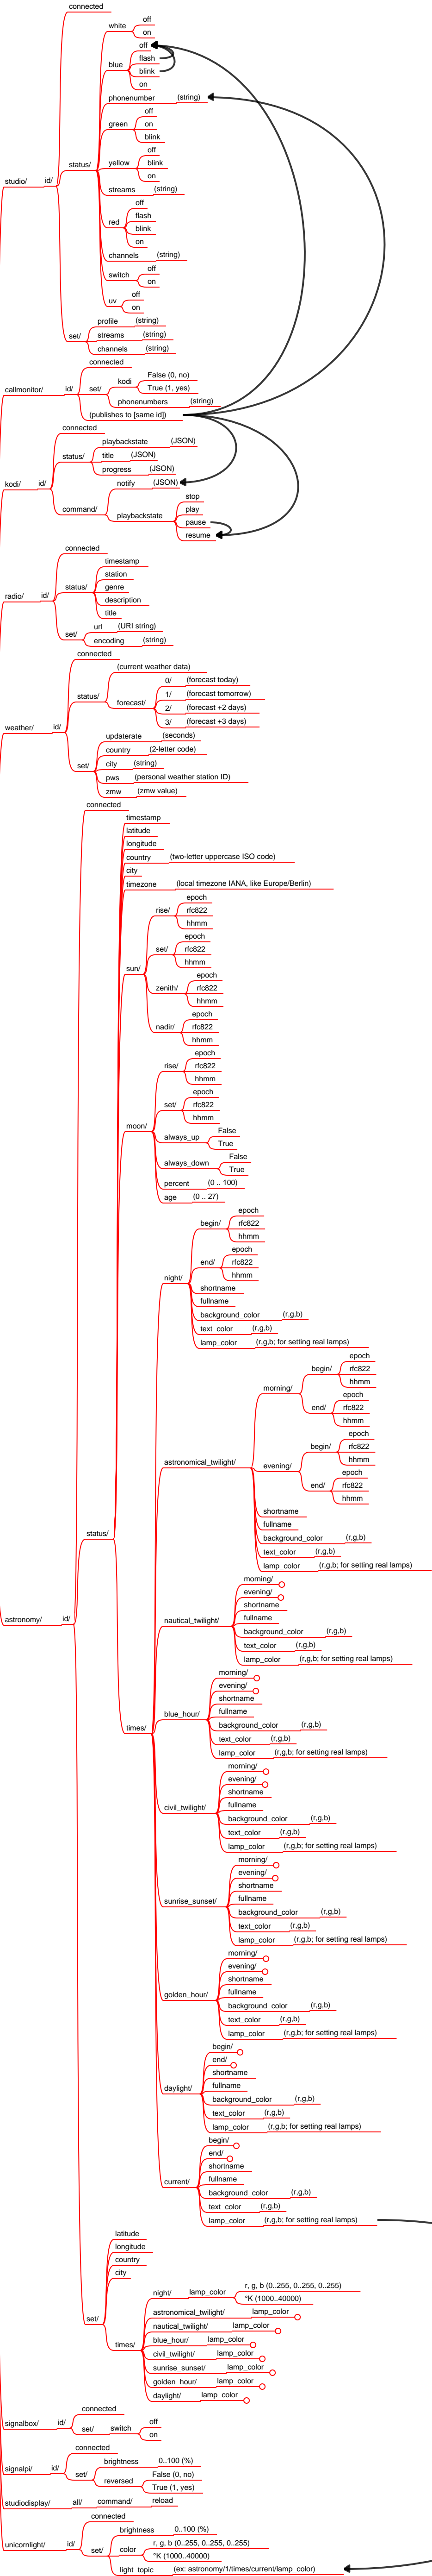 connected
white
off
on
blue
off
flash
blink
on
phonenumber (string)
green
off
on
blink
yellow
off
blink
on
streams (string)
red
off
flash
blink
on
channels (string)
switch
off
on
uv
off
on
status/
studio/ id/
set/
profile (string)
streams (string)
channels (string)
connected
callmonitor/ id/ set/
kodi
False (0, no)
True (1, yes)
phonenumbers (string)
(publishes to [same id])
connected
kodi/ id/
status/
playbackstate (JSON)
title (JSON)
progress (JSON)
command/
notify (JSON)
playbackstate
stop
play
pause
resume
connected
radio/ id/
status/
timestamp
station
genre
description
title
set/
url (URI string)
encoding (string)
connected
weather/ id/
status/
(current weather data)
forecast/
0/ (forecast today)
1/ (forecast tomorrow)
2/ (forecast +2 days)
3/ (forecast +3 days)
set/
updaterate (seconds)
country (2-letter code)
city (string)
pws (personal weather station ID)
zmw (zmw value)
connected
astronomy/ id/
status/
timestamp
latitude
longitude
country (two-letter uppercase ISO code)
city
timezone (local timezone IANA, like Europe/Berlin)
sun/
rise/
epoch
rfc822
hhmm
set/
epoch
rfc822
hhmm
zenith/
epoch
rfc822
hhmm
nadir/
epoch
rfc822
hhmm
moon/
rise/
epoch
rfc822
hhmm
set/
epoch
rfc822
hhmm
always_up
False
True
always_down
False
True
percent (0 .. 100)
age (0 .. 27)
times/
night/
begin/
epoch
rfc822
hhmm
end/
epoch
rfc822
hhmm
shortname
fullname
background_color (r,g,b)
text_color (r,g,b)
lamp_color (r,g,b; for setting real lamps)
astronomical_twilight/
morning/
begin/
epoch
rfc822
hhmm
end/
epoch
rfc822
hhmm
evening/
begin/
epoch
rfc822
hhmm
end/
epoch
rfc822
hhmm
shortname
fullname
background_color (r,g,b)
text_color (r,g,b)
lamp_color (r,g,b; for setting real lamps)
nautical_twilight/
morning/
evening/
shortname
fullname
background_color (r,g,b)
text_color (r,g,b)
lamp_color (r,g,b; for setting real lamps)
blue_hour/
morning/
evening/
shortname
fullname
background_color (r,g,b)
text_color (r,g,b)
lamp_color (r,g,b; for setting real lamps)
civil_twilight/
morning/
evening/
shortname
fullname
background_color (r,g,b)
text_color (r,g,b)
lamp_color (r,g,b; for setting real lamps)
sunrise_sunset/
morning/
evening/
shortname
fullname
background_color (r,g,b)
text_color (r,g,b)
lamp_color (r,g,b; for setting real lamps)
golden_hour/
morning/
evening/
shortname
fullname
background_color (r,g,b)
text_color (r,g,b)
lamp_color (r,g,b; for setting real lamps)
daylight/
begin/
end/
shortname
fullname
background_color (r,g,b)
text_color (r,g,b)
lamp_color (r,g,b; for setting real lamps)
current/
begin/
end/
shortname
fullname
background_color (r,g,b)
text_color (r,g,b)
lamp_color (r,g,b; for setting real lamps)
set/
latitude
longitude
country
city
times/
night/ lamp_color
r, g, b (0..255, 0..255, 0..255)
°K (1000..40000)
astronomical_twilight/ lamp_color
nautical_twilight/ lamp_color
blue_hour/ lamp_color
civil_twilight/ lamp_color
sunrise_sunset/ lamp_color
golden_hour/ lamp_color
daylight/ lamp_color
signalbox/ id/
connected
set/ switch
off
on
signalpi/ id/
connected
set/
brightness 0..100 (%)
reversed
False (0, no)
True (1, yes)
studiodisplay/ all/ command/ reload
unicornlight/ id/
connected
set/
brightness 0..100 (%)
color
r, g, b (0..255, 0..255, 0..255)
°K (1000..40000)
light_topic (ex: astronomy/1/times/current/lamp_color)